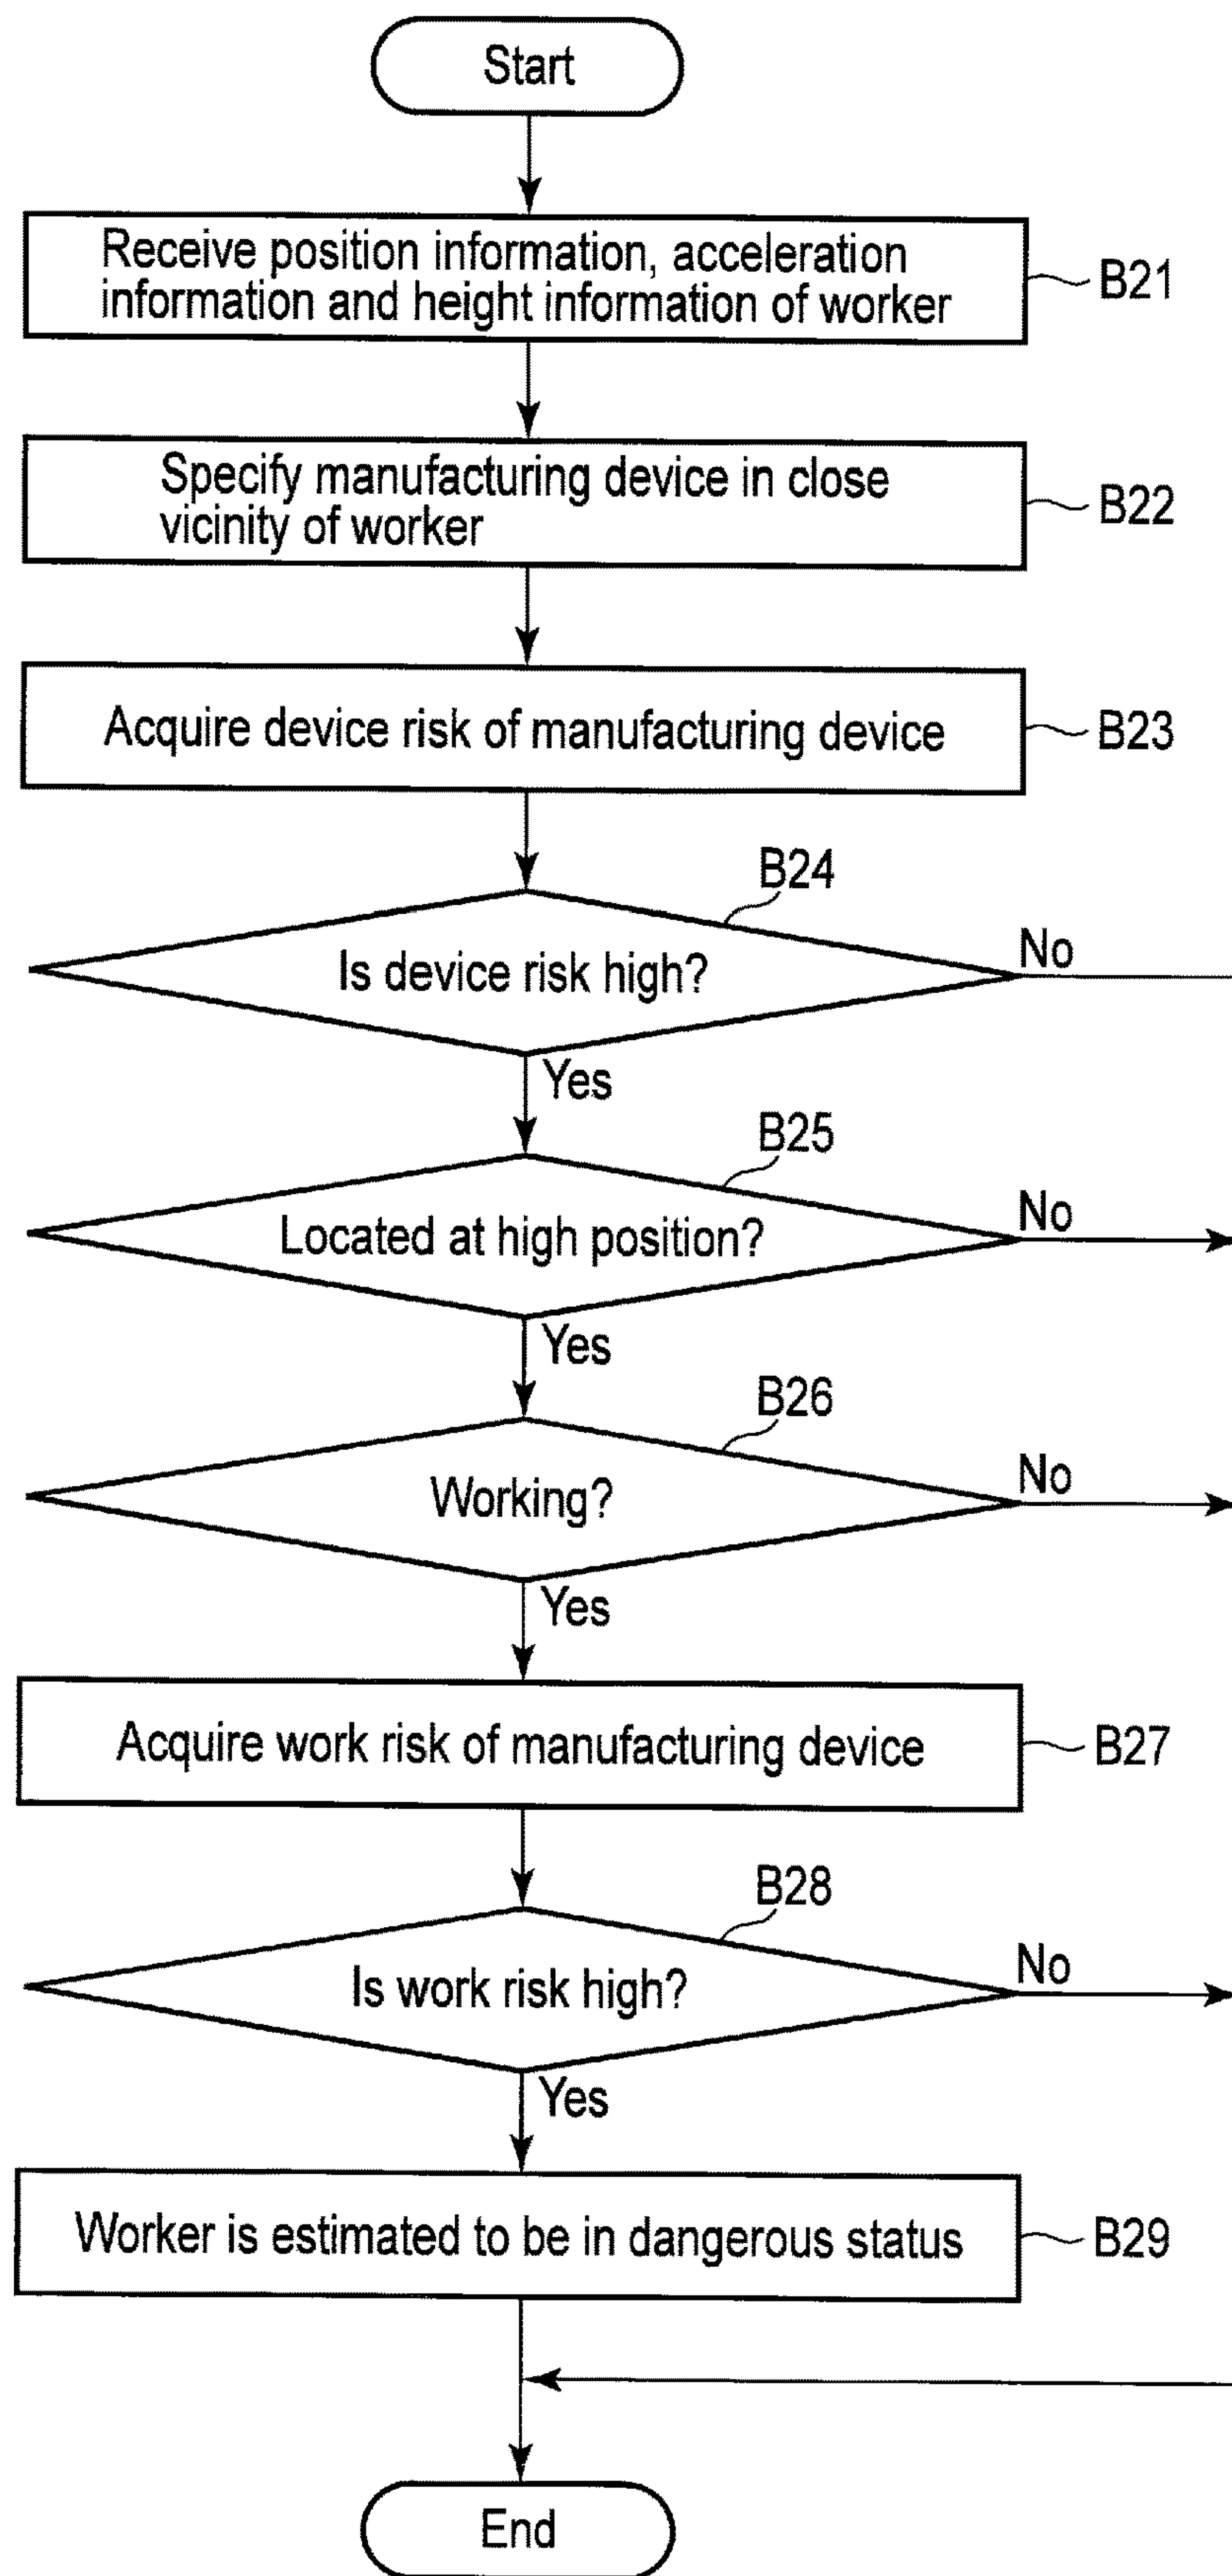 Start
Receive position information, acceleration
information and height information of worker
B21
Specify manufacturing device in close
vicinity of worker
B22
Acquire device risk of manufacturing device
B23
B24
Is device risk high?
No
Yes
B25
Located at high position?
No
Yes
B26
Working?
No
Yes
Acquire work risk of manufacturing device
B27
B28
Is work risk high?
No
Yes
Worker is estimated to be in dangerous status
B29
End